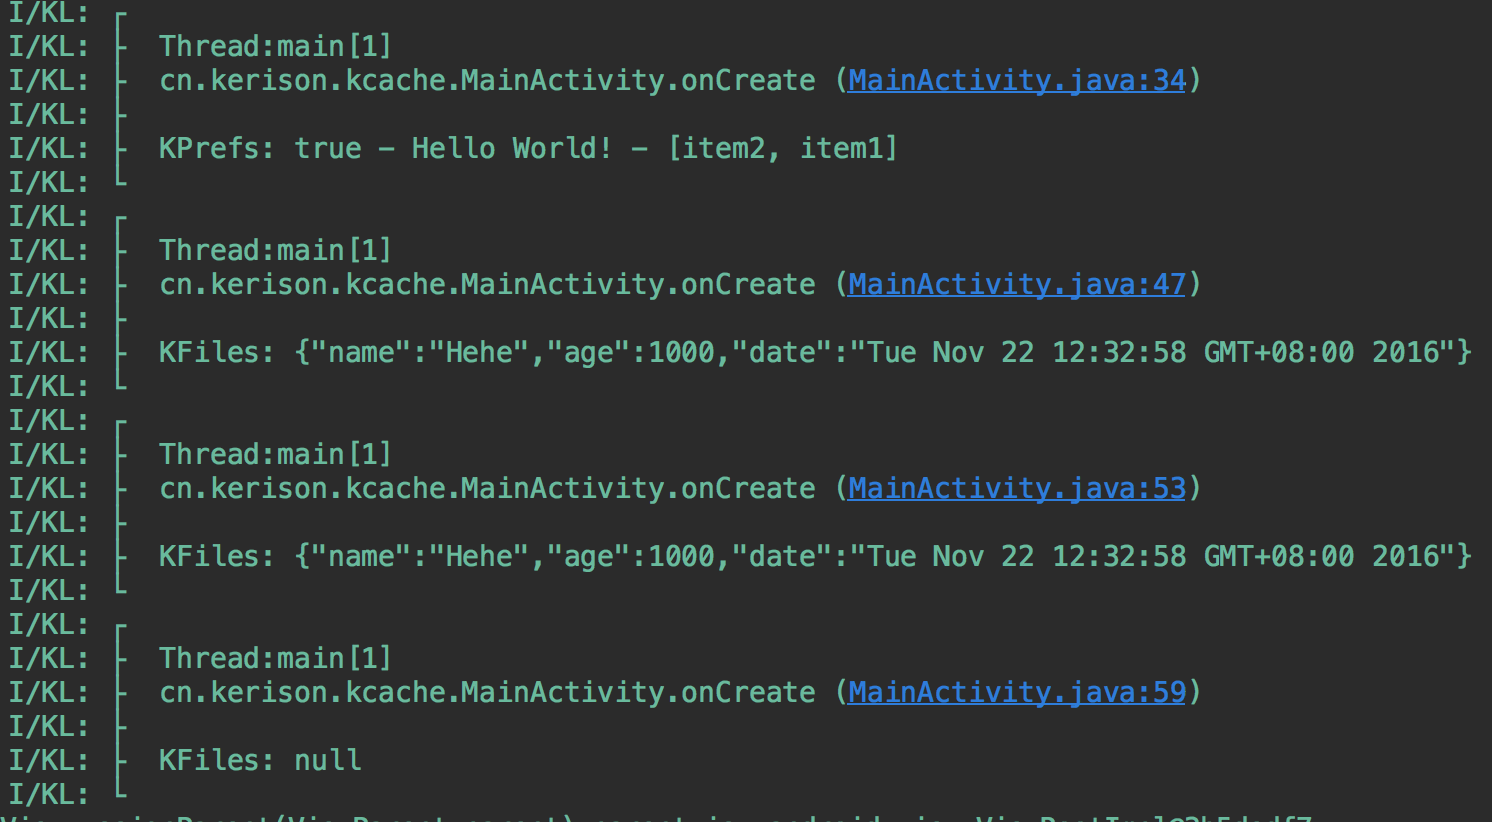 I/KL: ┌
I/KL: ├  Thread:main[1]
I/KL: ├  cn.kerison.kcache.MainActivity.onCreate (MainActivity.java:34)
I/KL: ├
I/KL: ├  KPrefs: true - Hello World! - [item2, item1]
I/KL: └
I/KL: ┌
I/KL: ├  Thread:main[1]
I/KL: ├  cn.kerison.kcache.MainActivity.onCreate (MainActivity.java:47)
I/KL: ├
I/KL: ├  KFiles: {"name":"Hehe","age":1000,"date":"Tue Nov 22 12:32:58 GMT+08:00 2016"}
I/KL: └
I/KL: ┌
I/KL: ├  Thread:main[1]
I/KL: ├  cn.kerison.kcache.MainActivity.onCreate (MainActivity.java:53)
I/KL: ├
I/KL: ├  KFiles: {"name":"Hehe","age":1000,"date":"Tue Nov 22 12:32:58 GMT+08:00 2016"}
I/KL: └
I/KL: ┌
I/KL: ├  Thread:main[1]
I/KL: ├  cn.kerison.kcache.MainActivity.onCreate (MainActivity.java:59)
I/KL: ├
I/KL: ├  KFiles: null
I/KL: └